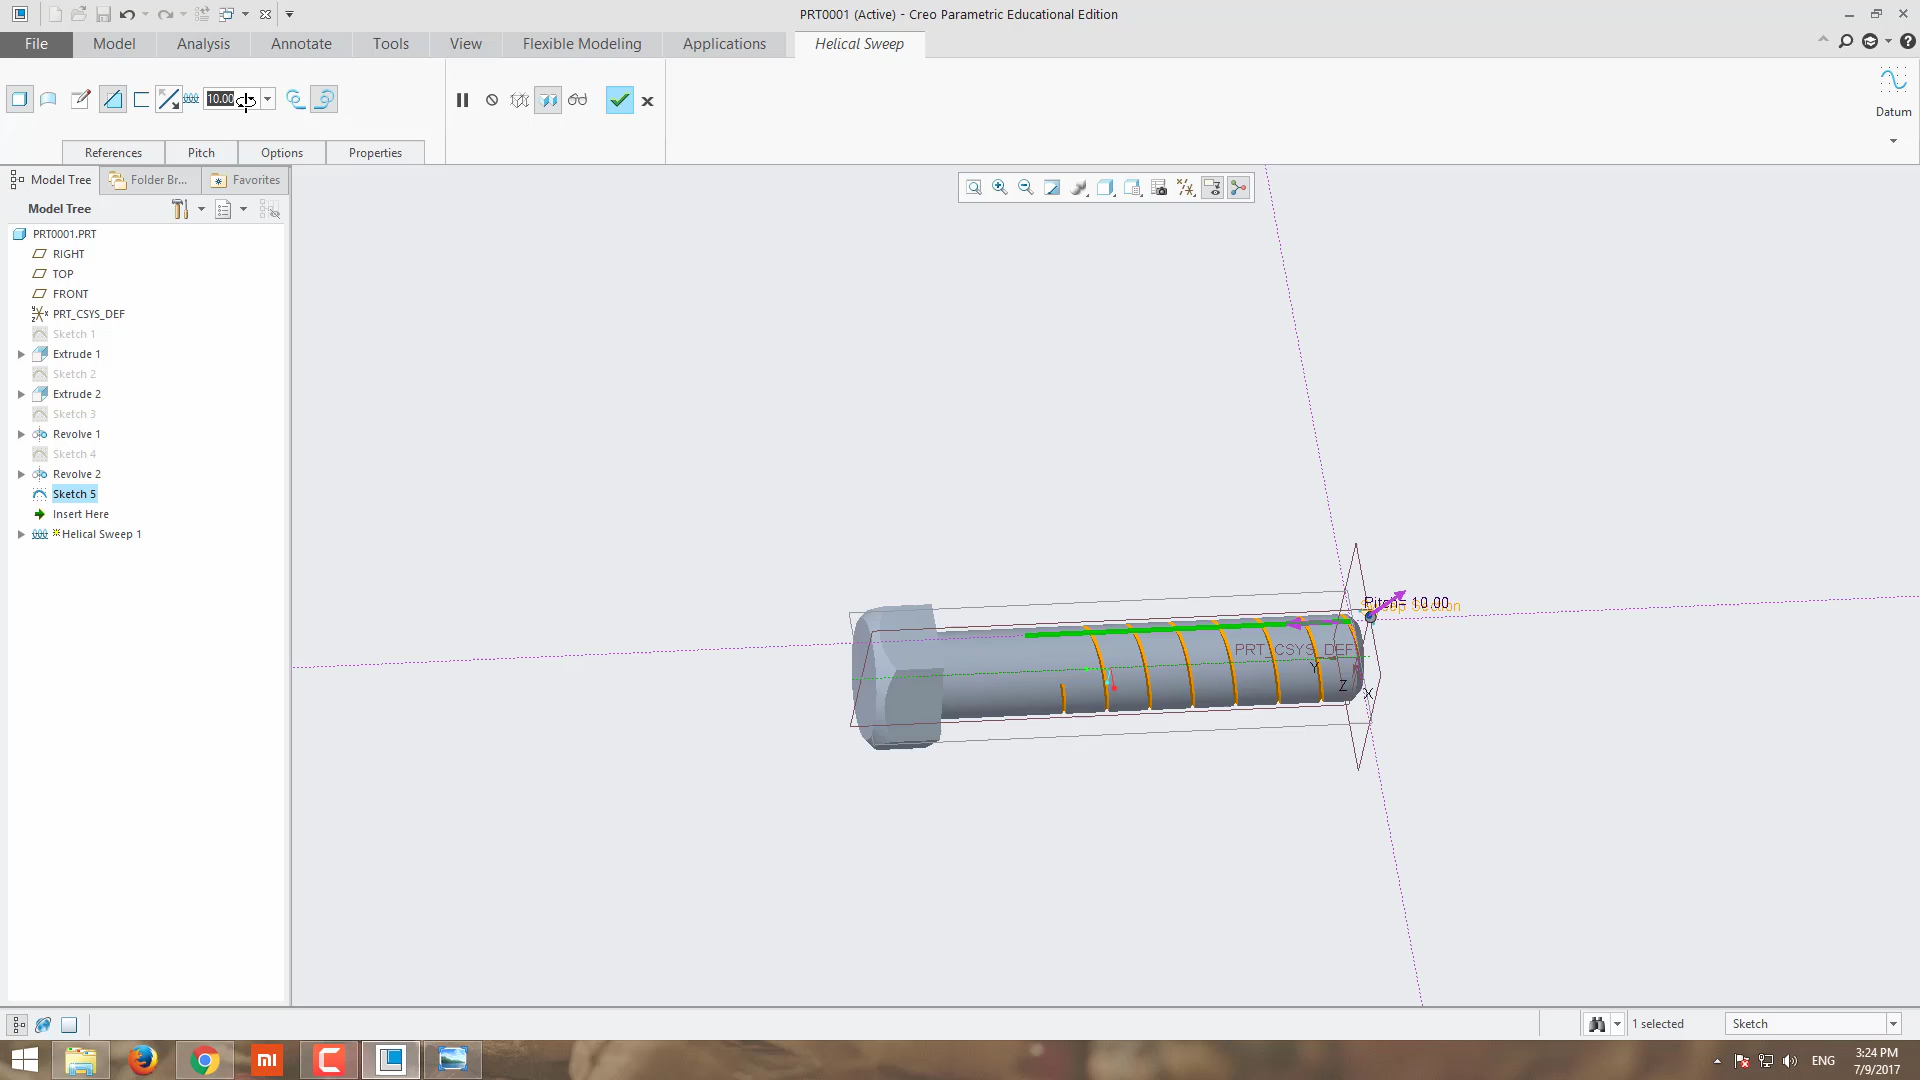 PRT0001 (Active) - Creo Parametric Educational Edition
File Model Analysis Annotate Tools View Flexible Modeling Applications Helical Sweep
10.00
Datum
References Pitch Options Properties
Model Tree Folder Br... Favorites
Model Tree
PRT0001.PRT
RIGHT
TOP
FRONT
PRT_CSYS_DEF
Sketch 1
Extrude 1
Sketch 2
Extrude 2
Sketch 3
Revolve 1
Sketch 4
Revolve 2
Sketch 5
Insert Here
Helical Sweep 1
Pitch= 10.00
Sweep Section
PRT_CSYS_DEF
Y
Z
X
1 selected Sketch
mi
ENG
3:24 PM
7/9/2017